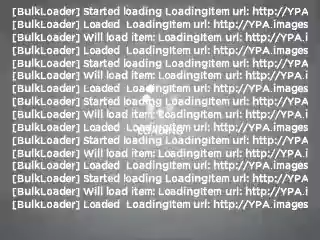 [BulkLoader] Started loading LoadingItem url: http://YPA
[BulkLoader] Loaded LoadingItem url: http://YPA.images
[BulkLoader] Will load item: LoadingItem url: http://YPA.i
[BulkLoader] Loaded LoadingItem url: http://YPA.images
[BulkLoader] Started loading LoadingItem url: http://YPA
[BulkLoader] Will load item: LoadingItem url: http://YPA.i
[BulkLoader] Loaded LoadingItem url: http://YPA.images
[BulkLoader] Started loading LoadingItem url: http://YPA
[BulkLoader] Will load item: LoadingItem url: http://YPA.i
[BulkLoader] Loaded LoadingItem url: http://YPA.images
[BulkLoader] Started loading LoadingItem url: http://YPA
[BulkLoader] Will load item: LoadingItem url: http://YPA.i
[BulkLoader] Loaded LoadingItem url: http://YPA.images
[BulkLoader] Started loading LoadingItem url: http://YPA
[BulkLoader] Will load item: LoadingItem url: http://YPA.i
[BulkLoader] Loaded LoadingItem url: http://YPA.images